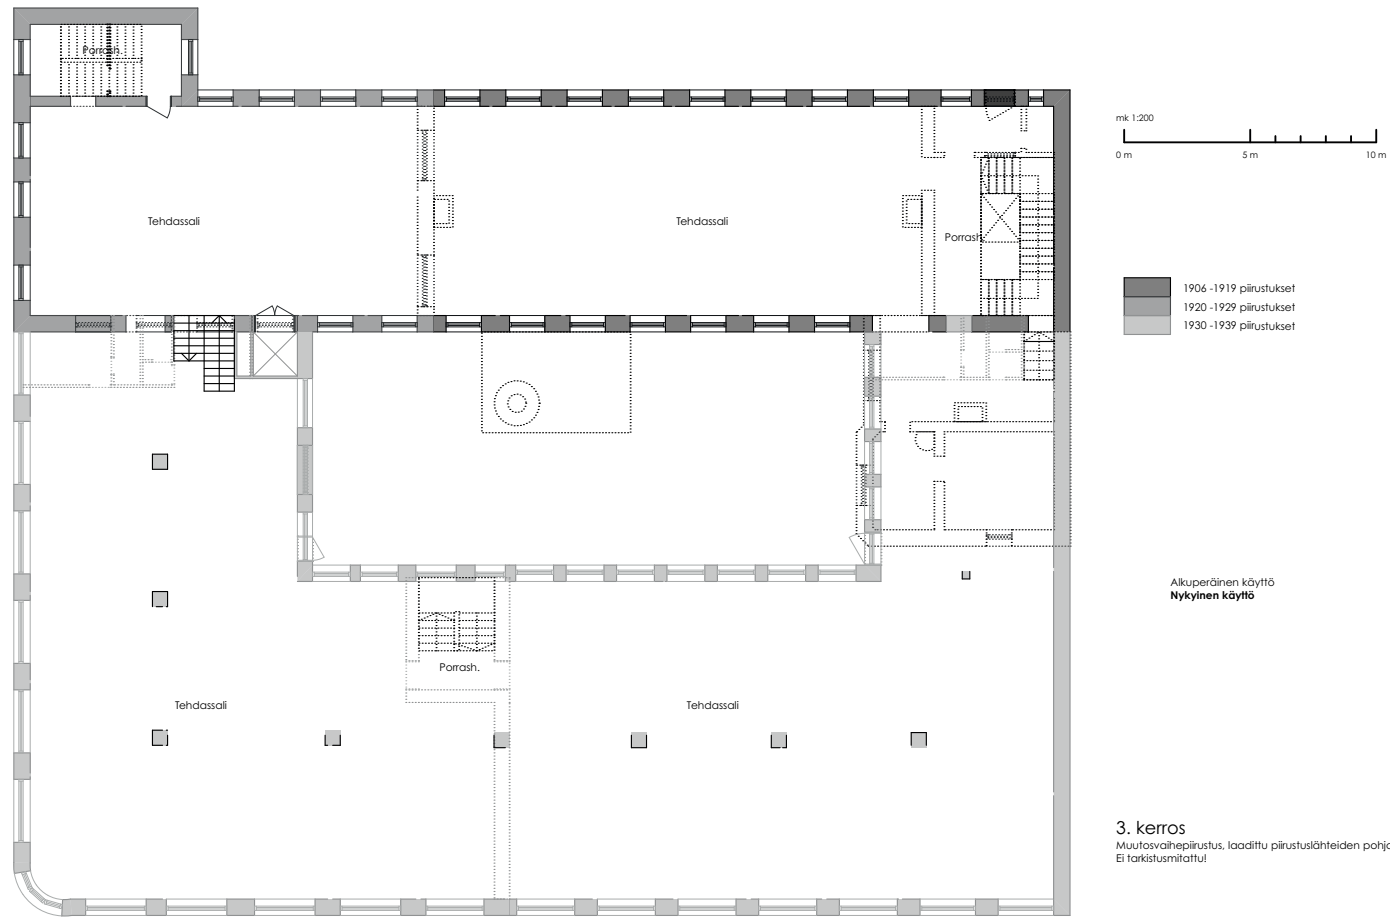 Porrash.
mk 1:200
0 m 5 m 10 m
Tehdassali
Tehdassali
Porrash.
1906 -1919 piirustukset
1920 -1929 piirustukset
1930 -1939 piirustukset
Alkuperäinen käyttö
Nykyinen käyttö
Porrash.
Tehdassali
Tehdassali
3. kerros
Muutosvaihepiirustus, laadittu piirustuslähteiden pohja
Ei tarkistusmitattu!